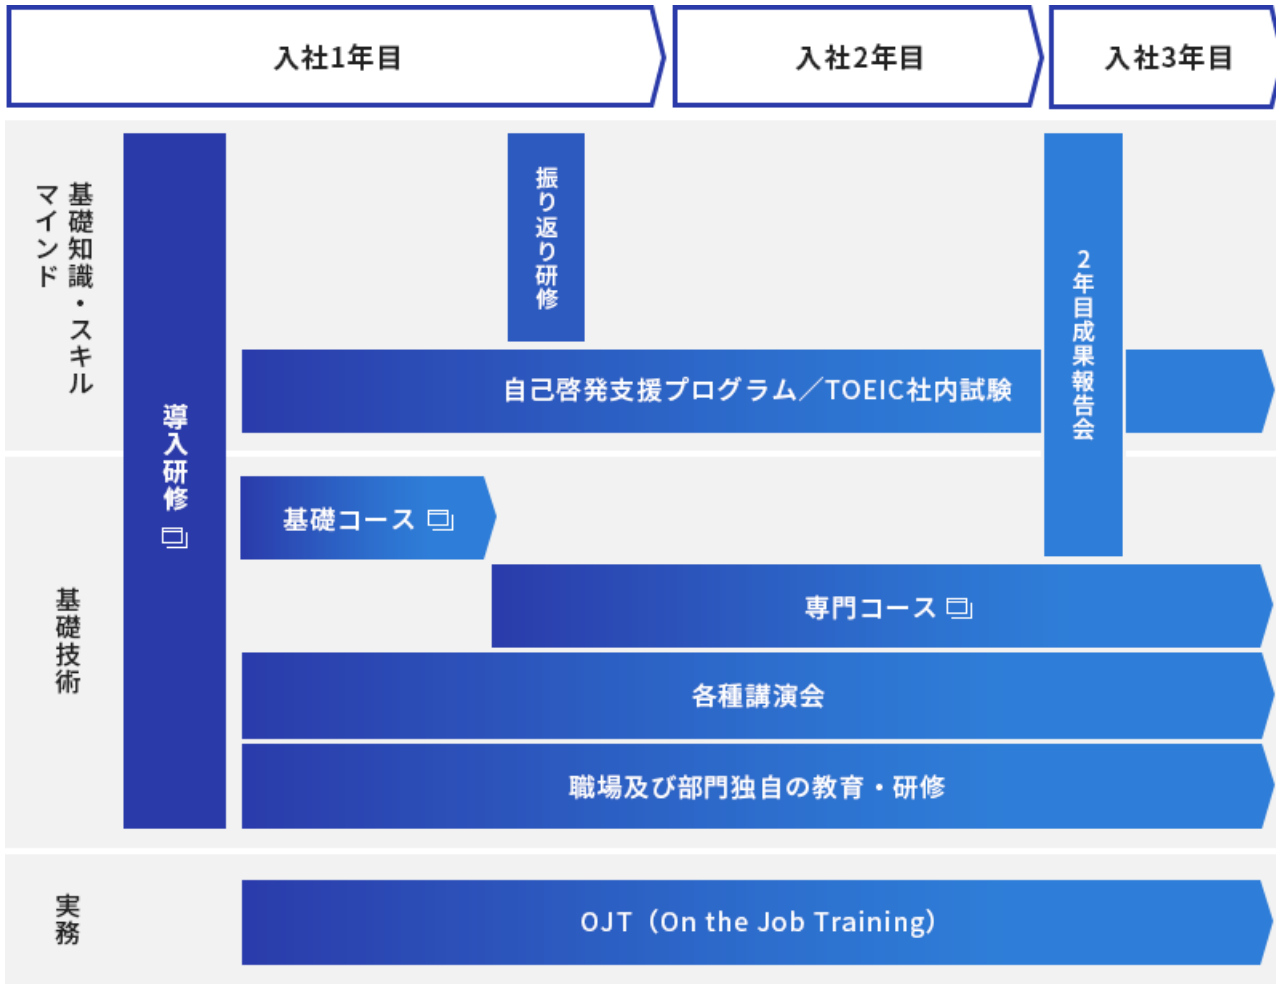 入社1年目
入社2年目
入社3年目
基礎知識・スキル
マインド
導入研修
振り返り研修
2年目成果報告会
自己啓発支援プログラム／TOEIC社内試験
基礎技術
基礎コース
専門コース
各種講演会
職場及び部門独自の教育・研修
実務
OJT（On the Job Training）